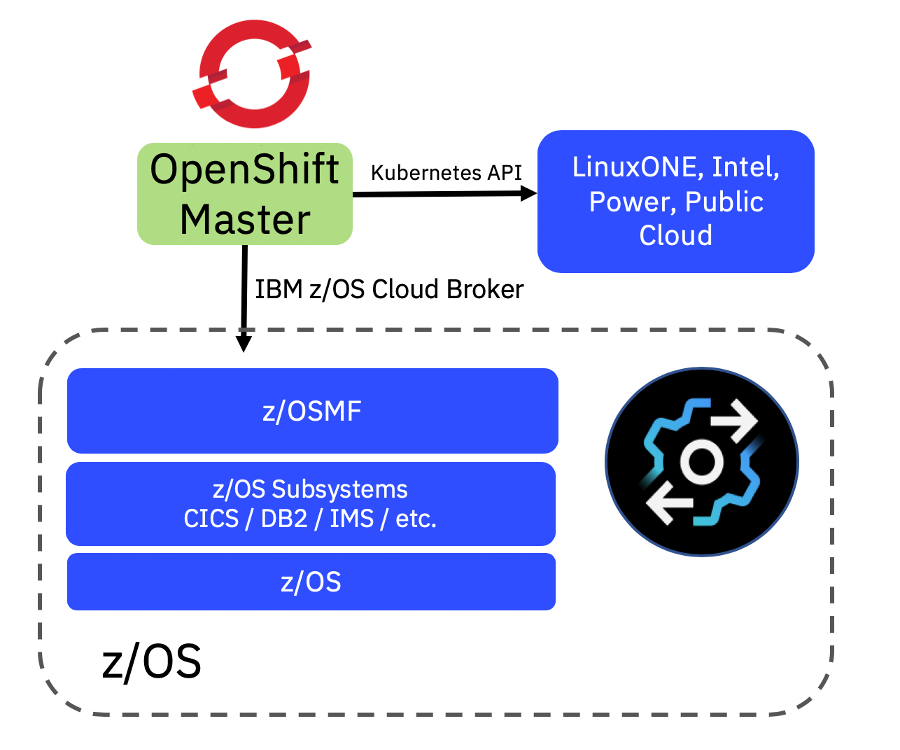 OpenShift
Master
Kubernetes API
LinuxONE, Intel,
Power, Public
Cloud
IBM z/OS Cloud Broker
z/OSMF
z/OS Subsystems
CICS / DB2 / IMS / etc.
z/OS
z/OS